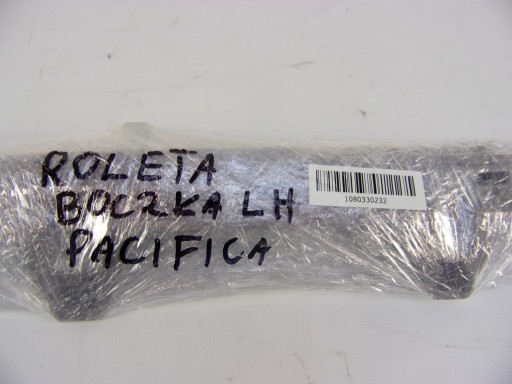 ROLETA
BOCZKA LH
PACIFICA
1080330232